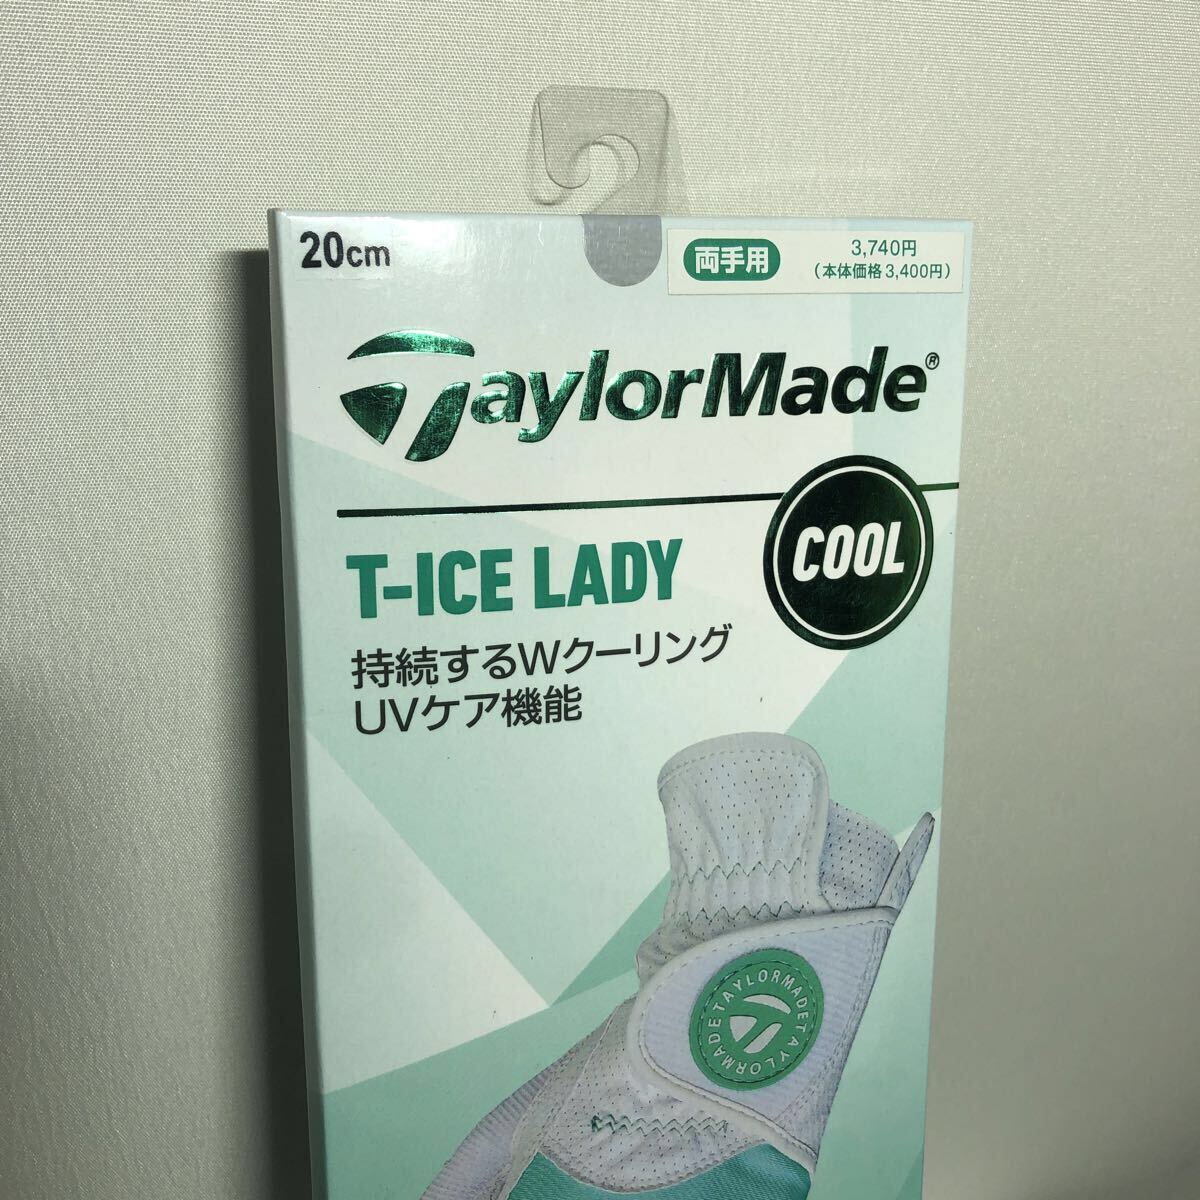 20cm
両手用
3,740円
(本体価格3,400円)
TaylorMade®
COOL
T-ICE LADY
持続するWクーリング
UVケア機能
TAYLORMADETAYLORMADE